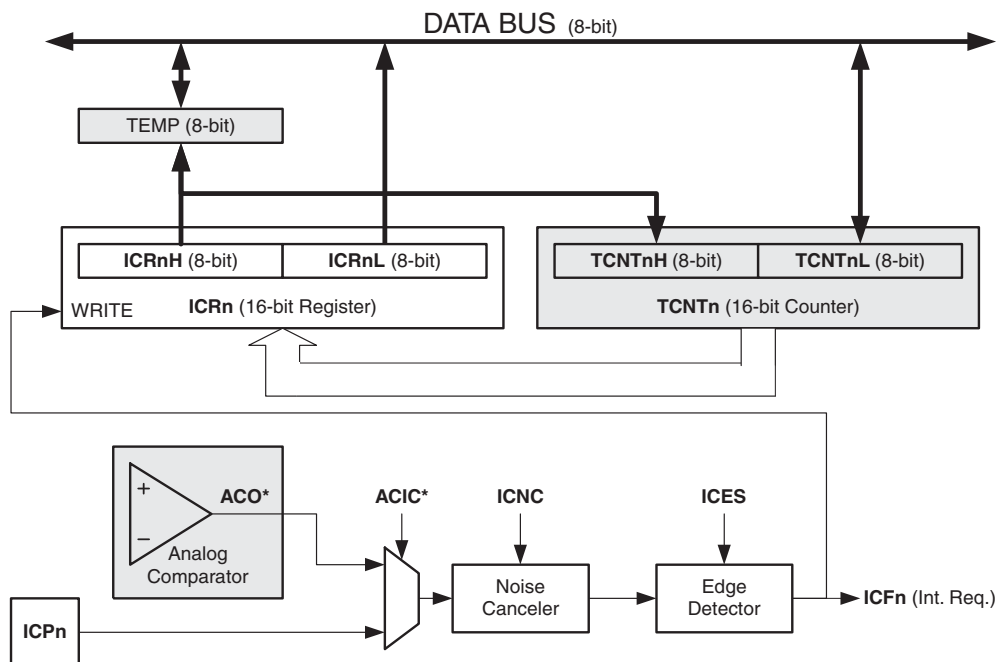 DATA BUS (8-bit)
TEMP (8-bit)
ICRnH (8-bit)
ICRnL (8-bit)
TCNTnH (8-bit)
TCNTnL (8-bit)
WRITE
ICRn (16-bit Register)
TCNTn (16-bit Counter)
+
−
ACO*
Analog
Comparator
ACIC*
ICNC
ICES
Noise
Canceler
Edge
Detector
ICFn (Int. Req.)
ICPn